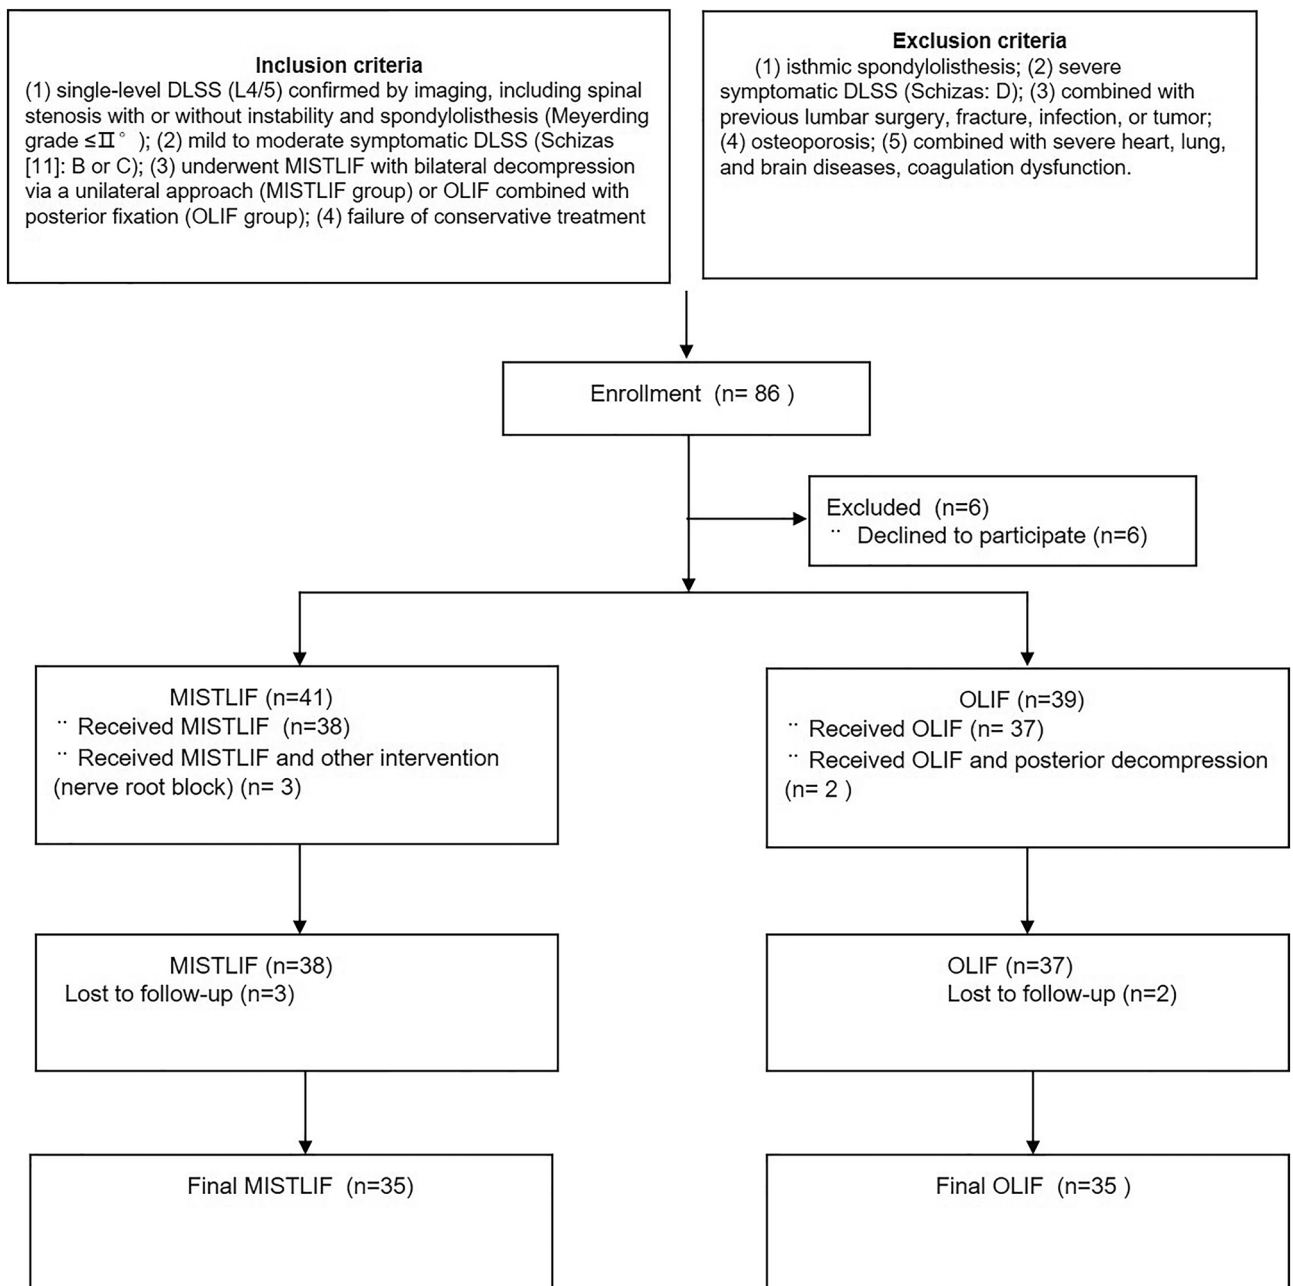 Inclusion criteria
(1) single-level DLSS (L4/5) confirmed by imaging, including spinal
stenosis with or without instability and spondylolisthesis (Meyerding
grade ≤Ⅱ° ); (2) mild to moderate symptomatic DLSS (Schizas
[11]: B or C); (3) underwent MISTLIF with bilateral decompression
via a unilateral approach (MISTLIF group) or OLIF combined with
posterior fixation (OLIF group); (4) failure of conservative treatment
Exclusion criteria
(1) isthmic spondylolisthesis; (2) severe
symptomatic DLSS (Schizas: D); (3) combined with
previous lumbar surgery, fracture, infection, or tumor;
(4) osteoporosis; (5) combined with severe heart, lung,
and brain diseases, coagulation dysfunction.
Enrollment (n= 86 )
Excluded (n=6)
¨ Declined to participate (n=6)
MISTLIF (n=41)
¨ Received MISTLIF (n=38)
¨ Received MISTLIF and other intervention
(nerve root block) (n= 3)
OLIF (n=39)
¨ Received OLIF (n= 37)
¨ Received OLIF and posterior decompression
(n= 2 )
MISTLIF (n=38)
Lost to follow-up (n=3)
OLIF (n=37)
Lost to follow-up (n=2)
Final MISTLIF (n=35)
Final OLIF (n=35 )